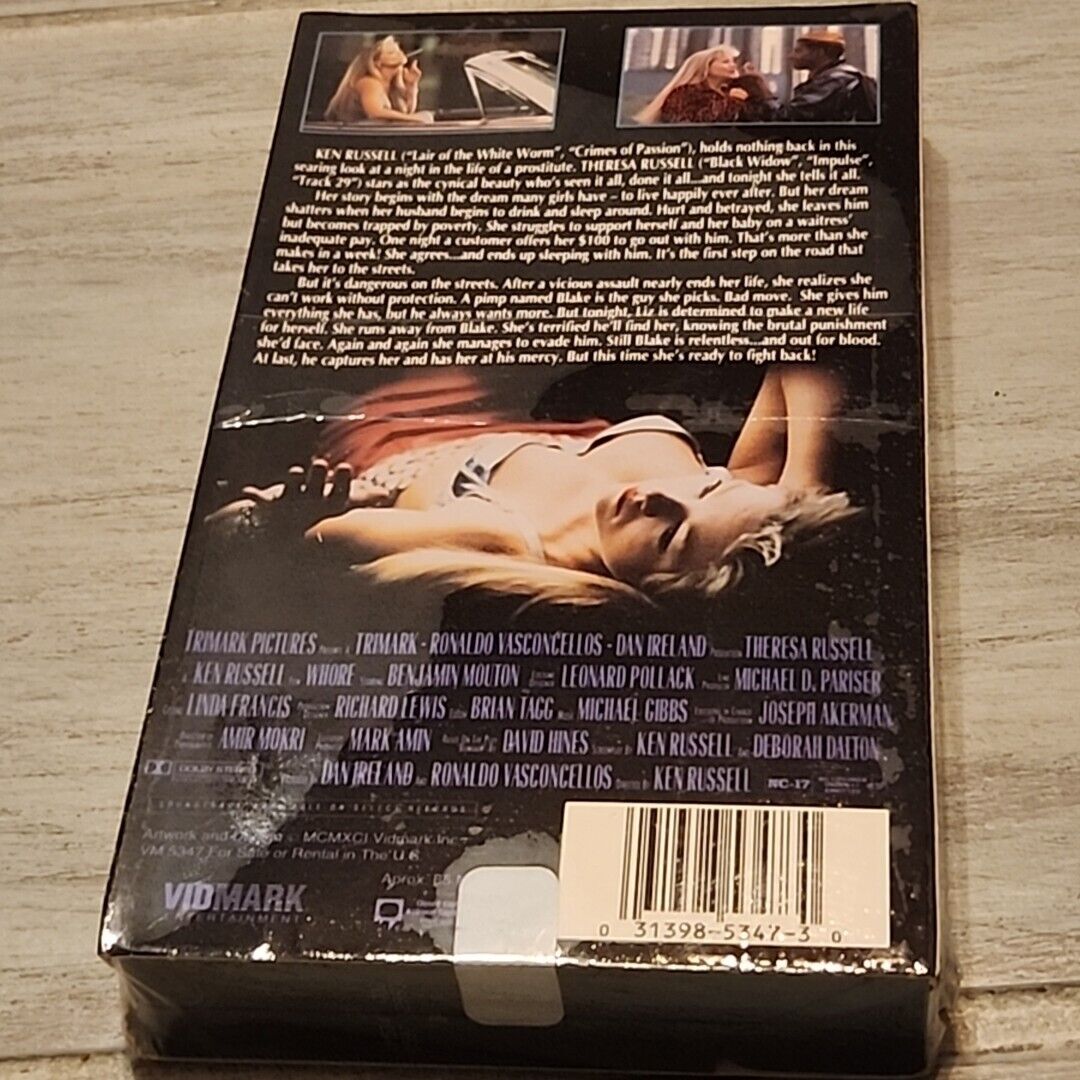 KEN RUSSELL ("Lair of the White Worm", "Crimes of Passion"), holds nothing back in this
searing look at a night in the life of a prostitute. THERESA RUSSELL ("Black Widow", "Impulse",
"Track 29") stars as the cynical beauty who's seen it all, done it all...and tonight she tells it all.
Her story begins with the dream many girls have – to live happily ever after. But her dream
shatters when her husband begins to drink and sleep around. Hurt and betrayed, she leaves him
but becomes trapped by poverty. She struggles to support herself and her baby on a waitress'
inadequate pay. One night a customer offers her $100 to go out with him. That's more than she
makes in a week! She agrees...and ends up sleeping with him. It's the first step on the road that
takes her to the streets.
But it's dangerous on the streets. After a vicious assault nearly ends her life, she realizes she
can't work without protection. A pimp named Blake is the guy she picks. Bad move. She gives him
everything she has, but he always wants more. But tonight, Liz is determined to make a new life
for herself. She runs away from Blake. She's terrified he'll find her, knowing the brutal punishment
she'd face. Again and again she manages to evade him. Still Blake is relentless...and out for blood.
At last, he captures her and has her at his mercy. But this time she's ready to fight back!
TRIMARK PICTURES TRIMARK - RONALDO VASCONCELLOS - DAN IRELAND THERESA RUSSELL
KEN RUSSELL WHORE BENJAMIN MOUTON LEONARD POLLACK MICHAEL D. PARISER
LINDA FRANCIS RICHARD LEWIS BRIAN TAGG MICHAEL GIBBS JOSEPH AKERMAN
AMIR MOKRI MARK AMIN DAVID HINES KEN RUSSELL DEBORAH DALTON
DOLBY STEREO DAN IRELAND RONALDO VASCONCELLOS KEN RUSSELL NC-17
Artwork and MCMXCI Vidmark Inc
VM 5347 For Sale or Rental in The U S
Aprox.
VIDMARK
ENTERTAINMENT
0 31398-5347-3 0